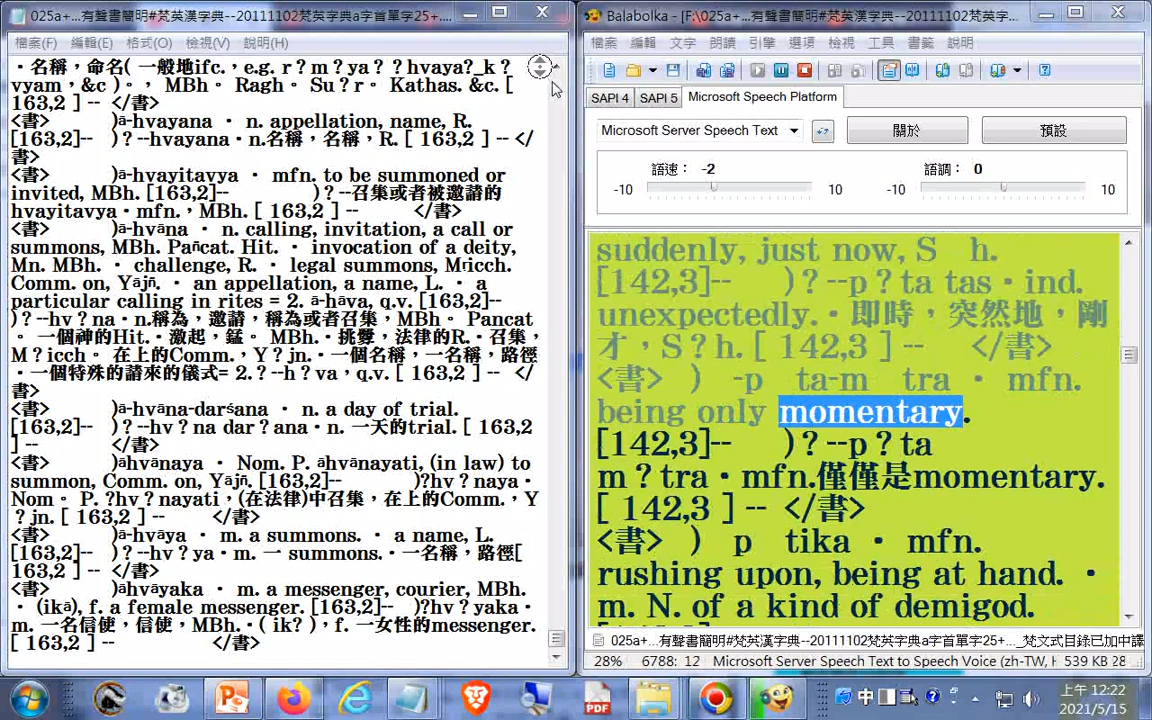 025a+...有聲書簡明#梵英漢字典--20111102梵英字典a字首單字25+...
檔案(F) 編輯(E) 格式(O) 檢視(V) 說明(H)
・名稱，命名( 一般地ifc.，e.g. r？m？ya？？hvaya?_k？
vyam，&c )。， MBh。Ragh。Su？r。Kathas. &c. [
163,2 ] -- </書>
<書> )ā-hvayana ・ n. appellation, name, R.
[163,2]-- )？--hvayana・n.名稱，名稱，R. [ 163,2 ] -- </
書>
<書> )ā-hvayitavya ・ mfn. to be summoned or
invited, MBh. [163,2]-- )？--召集或者被邀請的
hvayitavya・mfn.，MBh. [ 163,2 ] -- </書>
<書> )ā-hvāna ・ n. calling, invitation, a call or
summons, MBh. Pañcat. Hit. ・ invocation of a deity,
Mn. MBh. ・ challenge, R. ・ legal summons, Mṛicch.
Comm. on, Yājñ. ・ an appellation, a name, L. ・ a
particular calling in rites = 2. ā-hāva, q.v. [163,2]--
)？--hv？na・n.稱為，邀請，稱為或者召集，MBh。Pancat
。一個神的Hit.・激起，錳。 MBh.・挑釁，法律的R.・召集，
M？icch。 在上的Comm.，Y？jn.・一個名稱，一名稱，路徑
・一個特殊的請來的儀式= 2.？--h？va，q.v. [ 163,2 ] -- </
書>
<書> )ā-hvāna-darśana ・ n. a day of trial.
[163,2]-- )？--hv？na dar？ana・n. 一天的trial. [ 163,2
] -- </書>
<書> )āhvānaya ・ Nom. P. āhvānayati, (in law) to
summon, Comm. on, Yājñ. [163,2]-- )?hv？naya・
Nom。 P. ?hv？nayati，(在法律)中召集，在上的Comm.，Y
？jn. [ 163,2 ] -- </書>
<書> )ā-hvāya ・ m. a summons. ・ a name, L.
[163,2]-- )？--hv？ya・m. 一 summons.・一名稱，路徑[
163,2 ] -- </書>
<書> )āhvāyaka ・ m. a messenger, courier, MBh.
・ (ikā), f. a female messenger. [163,2]-- )?hv？yaka・
m. 一名信使，信使，MBh.・( ik? )，f. 一女性的messenger.
[ 163,2 ] -- </書>
Balabolka - [F:\025a+...有聲書簡明#梵英漢字典--20111102梵英字...
檔案 編輯 文字 朗讀 引擎 選項 檢視 工具 書籤 說明
SAPI 4 SAPI 5 Microsoft Speech Platform
Microsoft Server Speech Text 關於 預設
語速： -2 語調： 0
-10 10 -10 10
suddenly, just now, S h.
[142,3]-- )？--p？ta tas・ind.
unexpectedly.・即時，突然地，剛
才，S？h. [ 142,3 ] -- </書>
<書> ) -p ta-m tra ・ mfn.
being only momentary.
[142,3]-- )？--p？ta
m？tra・mfn.僅僅是momentary.
[ 142,3 ] -- </書>
<書> ) p tika ・ mfn.
rushing upon, being at hand. ・
m. N. of a kind of demigod.
025a+...有聲書簡明#梵英漢字典--20111102梵英字典a字首單字25+..._梵文式目錄已加中譯
28% 6788: 12 Microsoft Server Speech Text to Speech Voice (zh-TW, H 539 KB 28
PDF
中
上午 12:22
2021/5/15